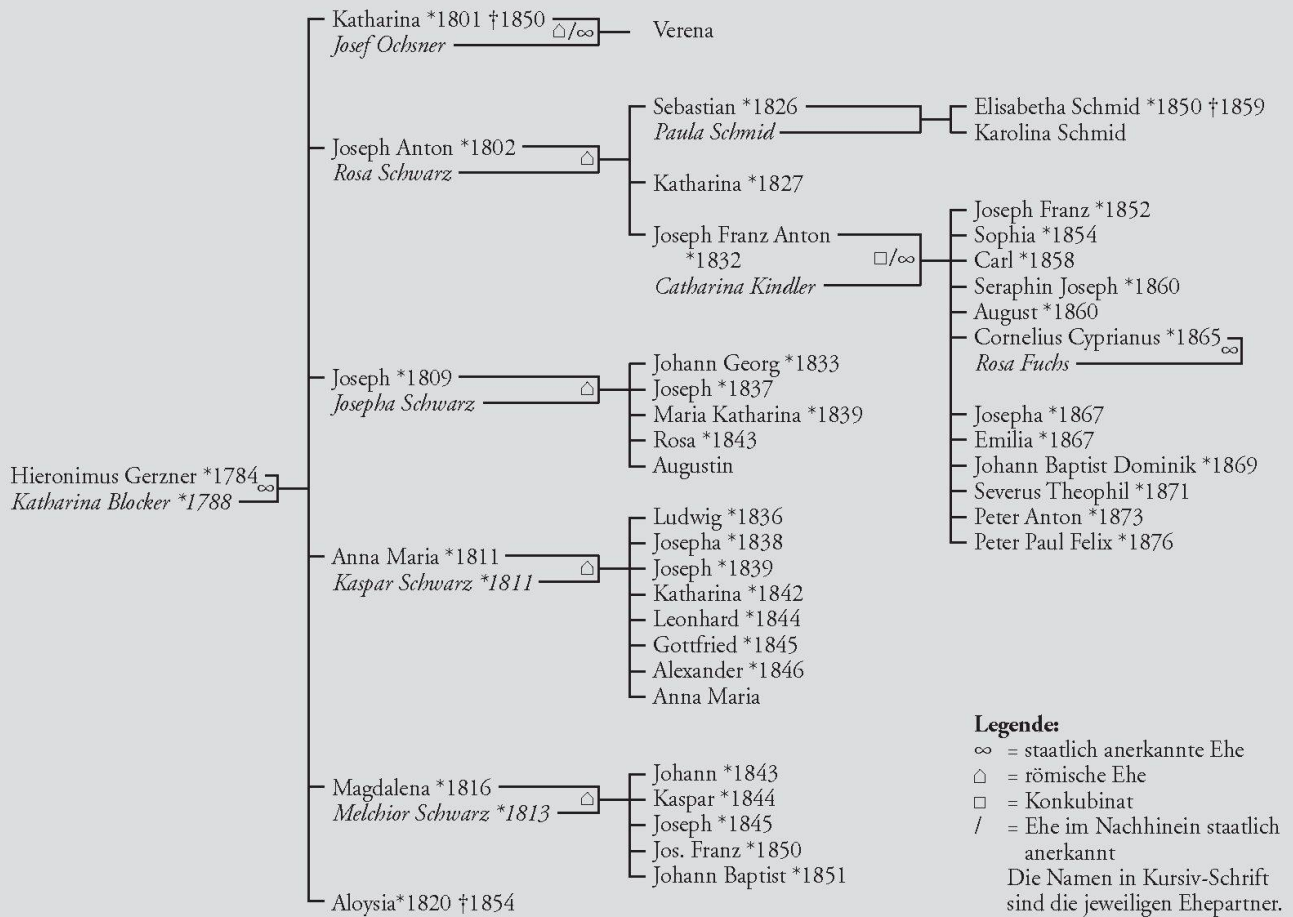 Hieronimus Gerzner *1784 ∞
Katharina Blocker *1788
Katharina *1801 †1850
⌂/∞
Josef Ochsner
Verena
Joseph Anton *1802
⌂
Rosa Schwarz
Sebastian *1826
Paula Schmid
Elisabetha Schmid *1850 †1859
Karolina Schmid
Katharina *1827
Joseph Franz Anton
*1832
□/∞
Catharina Kindler
Joseph Franz *1852
Sophia *1854
Carl *1858
Seraphin Joseph *1860
August *1860
Cornelius Cyprianus *1865
∞
Rosa Fuchs
Josepha *1867
Emilia *1867
Johann Baptist Dominik *1869
Severus Theophil *1871
Peter Anton *1873
Peter Paul Felix *1876
Joseph *1809
⌂
Josepha Schwarz
Johann Georg *1833
Joseph *1837
Maria Katharina *1839
Rosa *1843
Augustin
Anna Maria *1811
⌂
Kaspar Schwarz *1811
Ludwig *1836
Josepha *1838
Joseph *1839
Katharina *1842
Leonhard *1844
Gottfried *1845
Alexander *1846
Anna Maria
Magdalena *1816
⌂
Melchior Schwarz *1813
Johann *1843
Kaspar *1844
Joseph *1845
Jos. Franz *1850
Johann Baptist *1851
Aloysia*1820 †1854
Legende:
∞ = staatlich anerkannte Ehe
⌂ = römische Ehe
□ = Konkubinat
/ = Ehe im Nachhinein staatlich
anerkannt
Die Namen in Kursiv-Schrift
sind die jeweiligen Ehepartner.